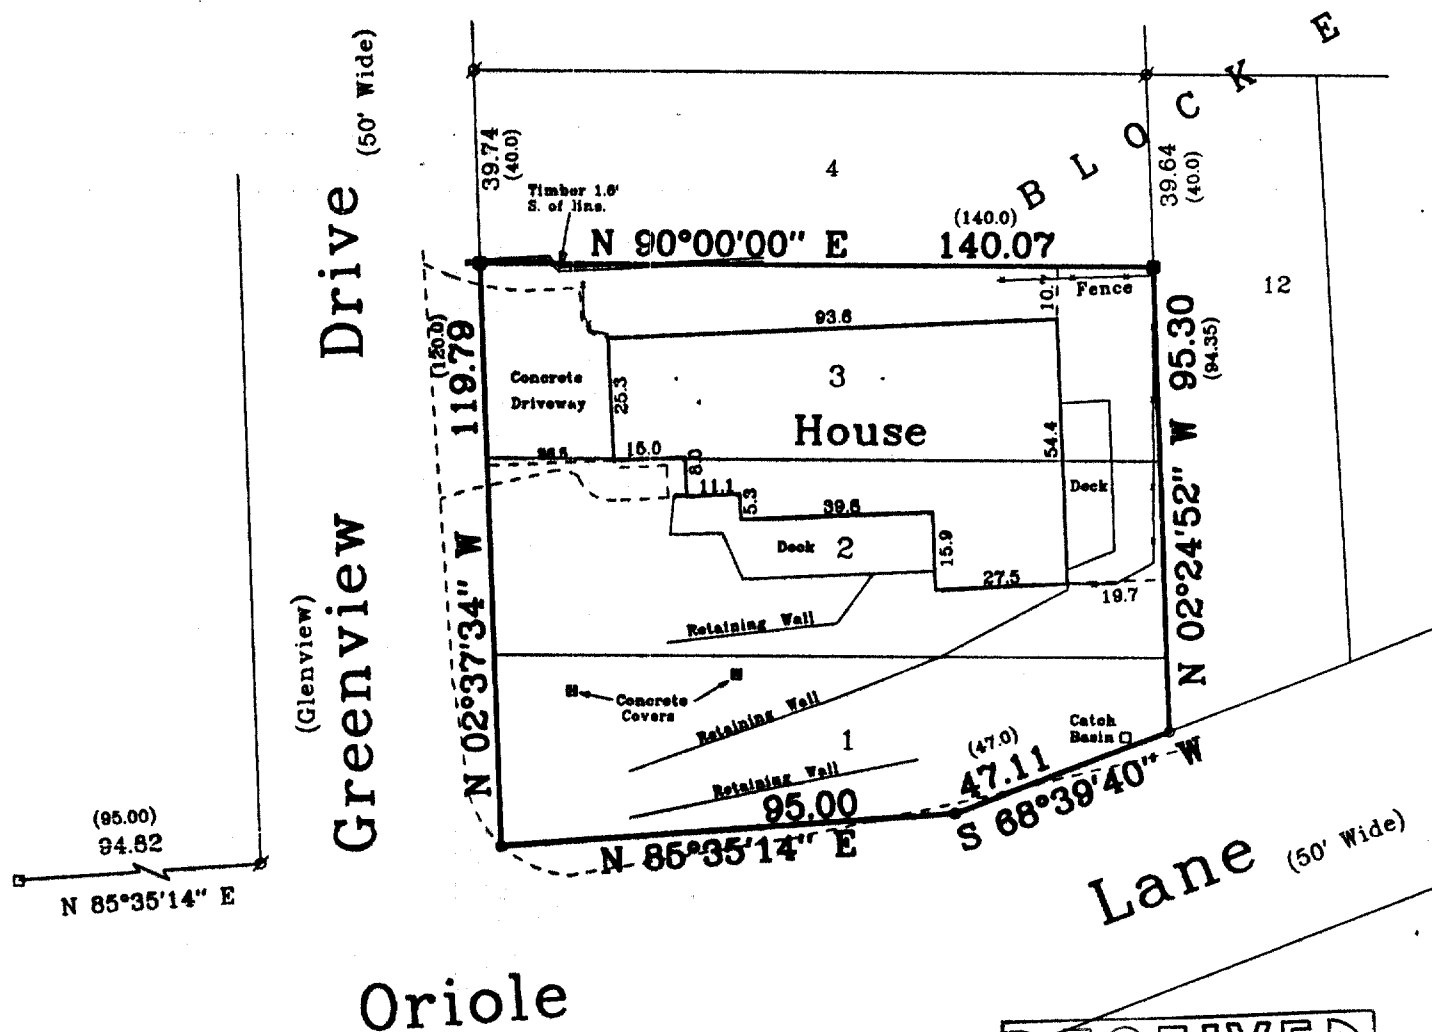 BLOCK E
Drive (50' Wide)
Greenview
(Glenview)
39.74
(40.0)
4
39.64
(40.0)
Timber 1.6'
S. of line.
(140.0)
N 90°00'00" E 140.07
10.7
Fence
12
93.6
119.79
(120.0)
95.30
(94.35)
Concrete
Driveway
25.3
3
House
54.4
15.0
8.0
11.1
5.3
39.6
Deck
Deck 2
15.9
27.5
19.7
N 02°37'34" W
N 02°24'52" W
Retaining Wall
Concrete
Covers
Retaining Wall
1
Catch
Basin
Retaining Wall
(47.0)
47.11
95.00
N 85°35'14" E
S 68°39'40" W
(95.00)
94.82
N 85°35'14" E
Lane (50' Wide)
Oriole